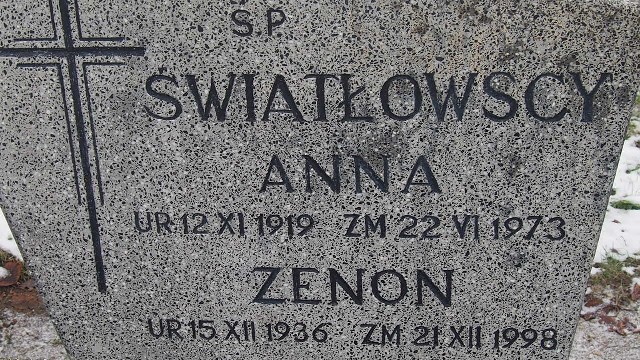 Ś.P.
ŚWIATŁOWSCY
ANNA
UR 12 XI 1919 ZM 22 VI 1973
ZENON
UR 15 XII 1936 ZM 21 XII 1998